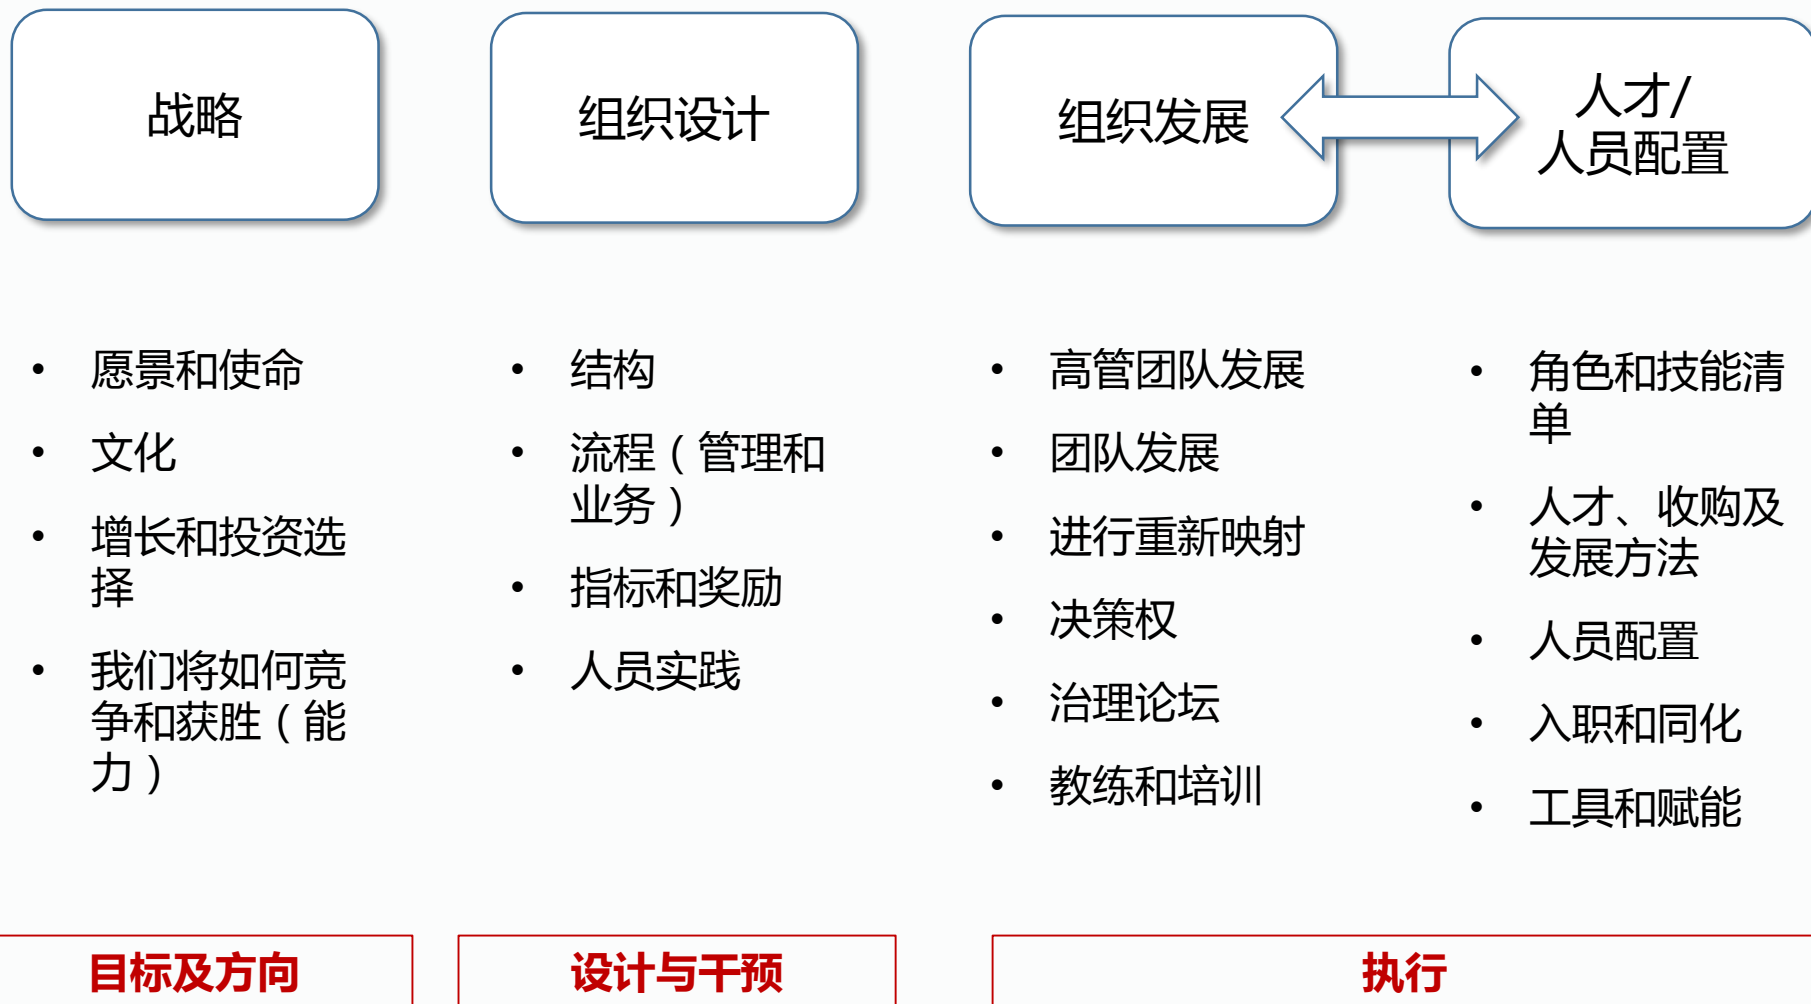 战略
组织设计
组织发展
人才/
人员配置
• 愿景和使命
• 文化
• 增长和投资选
择
• 我们将如何竞
争和获胜（能
力）
• 结构
• 流程（管理和
业务）
• 指标和奖励
• 人员实践
• 高管团队发展
• 团队发展
• 进行重新映射
• 决策权
• 治理论坛
• 教练和培训
• 角色和技能清
单
• 人才、收购及
发展方法
• 人员配置
• 入职和同化
• 工具和赋能
目标及方向
设计与干预
执行